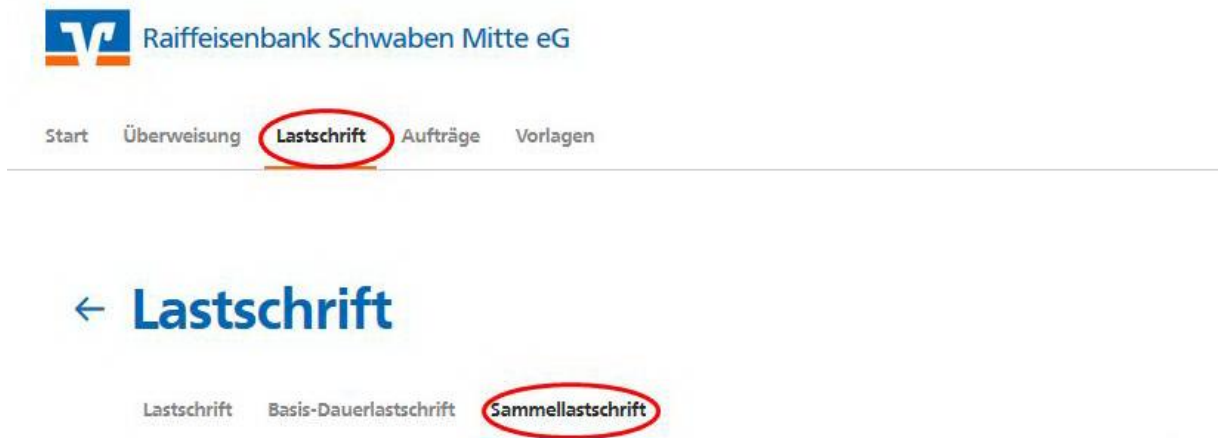 Raiffeisenbank Schwaben Mitte eG
Start Überweisung Lastschrift Aufträge Vorlagen
← Lastschrift
Lastschrift Basis-Dauerlastschrift Sammellastschrift